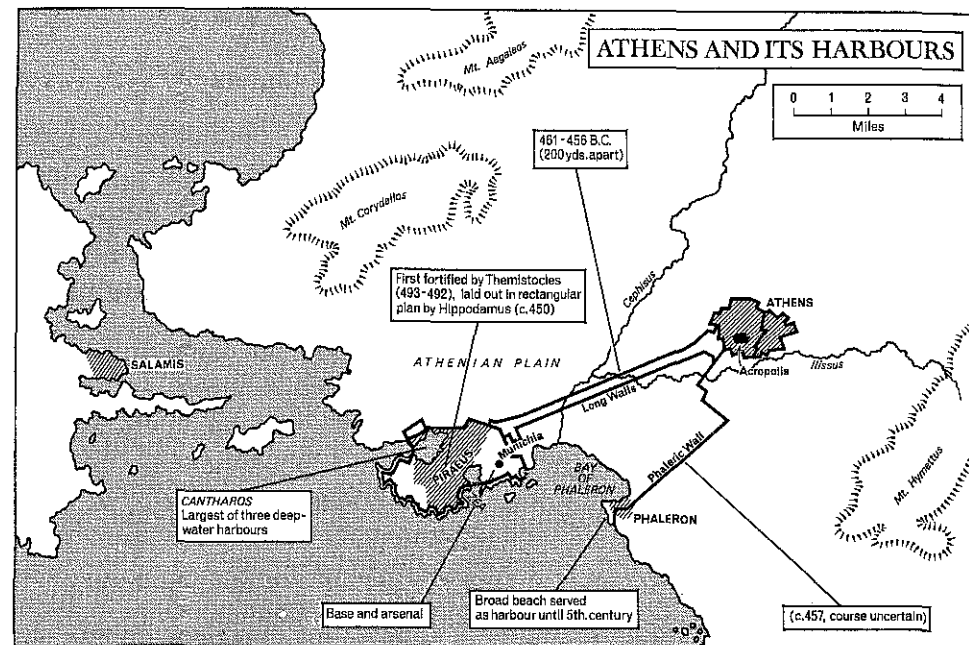 ATHENS AND ITS HARBOURS
0 1 2 3 4
Miles
Mt. Aegaleos
461-456 B.C.
(200yds. apart)
Mt. Corydallos
First fortified by Themistocles
(493-492), laid out in rectangular
plan by Hippodamus (c.450)
Cephisus
ATHENS
Acropolis
Ilissus
ATHENIAN PLAIN
SALAMIS
Long Walls
Munichia
PIRAEUS
BAY
OF
PHALERON
Phaleric Wall
Mt. Hymettus
CANTHAROS
Largest of three deep-
water harbours
PHALERON
Base and arsenal
Broad beach served
as harbour until 5th. century
(c.457, course uncertain)